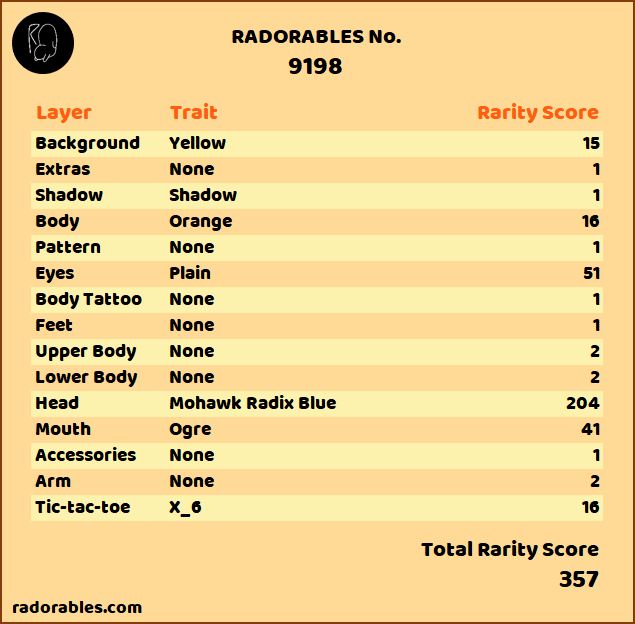 RADORABLES No.
9198
Layer Trait Rarity Score
Background Yellow 15
Extras None 1
Shadow Shadow 1
Body Orange 16
Pattern None 1
Eyes Plain 51
Body Tattoo None 1
Feet None 1
Upper Body None 2
Lower Body None 2
Head Mohawk Radix Blue 204
Mouth Ogre 41
Accessories None 1
Arm None 2
Tic-tac-toe X_6 16
Total Rarity Score
357
radorables.com